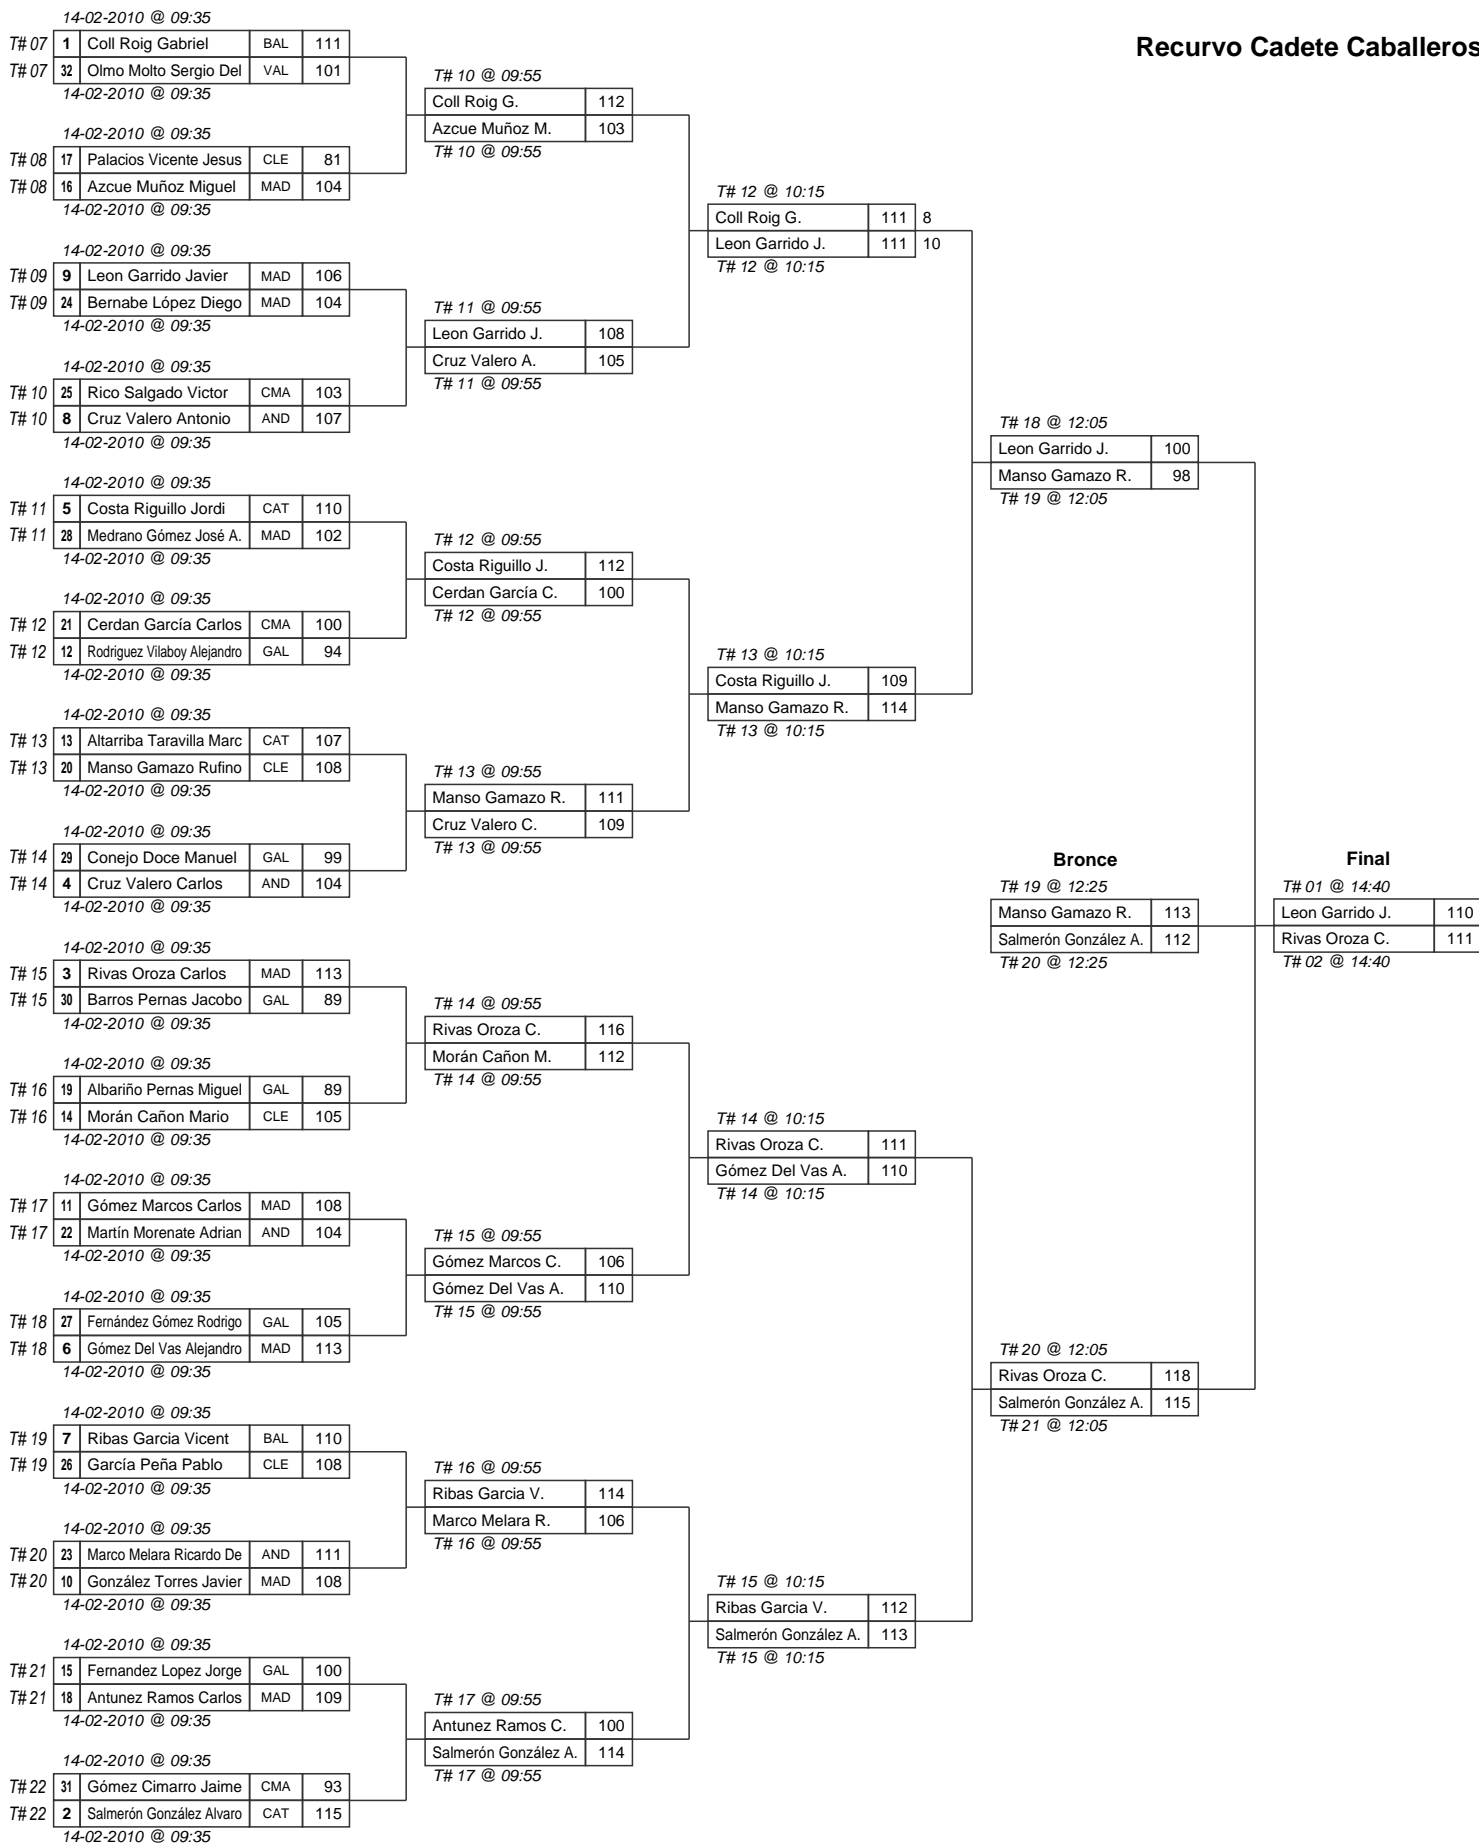 Recurvo Cadete Caballeros
14-02-2010 @ 09:35
T# 07 1 Coll Roig Gabriel BAL 111
T# 07 32 Olmo Molto Sergio Del VAL 101
14-02-2010 @ 09:35
14-02-2010 @ 09:35
T# 08 17 Palacios Vicente Jesus CLE 81
T# 08 16 Azcue Muñoz Miguel MAD 104
14-02-2010 @ 09:35
14-02-2010 @ 09:35
T# 09 9 Leon Garrido Javier MAD 106
T# 09 24 Bernabe López Diego MAD 104
14-02-2010 @ 09:35
14-02-2010 @ 09:35
T# 10 25 Rico Salgado Victor CMA 103
T# 10 8 Cruz Valero Antonio AND 107
14-02-2010 @ 09:35
14-02-2010 @ 09:35
T# 11 5 Costa Riguillo Jordi CAT 110
T# 11 28 Medrano Gómez José A. MAD 102
14-02-2010 @ 09:35
14-02-2010 @ 09:35
T# 12 21 Cerdan García Carlos CMA 100
T# 12 12 Rodriguez Vilaboy Alejandro GAL 94
14-02-2010 @ 09:35
14-02-2010 @ 09:35
T# 13 13 Altarriba Taravilla Marc CAT 107
T# 13 20 Manso Gamazo Rufino CLE 108
14-02-2010 @ 09:35
14-02-2010 @ 09:35
T# 14 29 Conejo Doce Manuel GAL 99
T# 14 4 Cruz Valero Carlos AND 104
14-02-2010 @ 09:35
14-02-2010 @ 09:35
T# 15 3 Rivas Oroza Carlos MAD 113
T# 15 30 Barros Pernas Jacobo GAL 89
14-02-2010 @ 09:35
14-02-2010 @ 09:35
T# 16 19 Albariño Pernas Miguel GAL 89
T# 16 14 Morán Cañon Mario CLE 105
14-02-2010 @ 09:35
14-02-2010 @ 09:35
T# 17 11 Gómez Marcos Carlos MAD 108
T# 17 22 Martín Morenate Adrian AND 104
14-02-2010 @ 09:35
14-02-2010 @ 09:35
T# 18 27 Fernández Gómez Rodrigo GAL 105
T# 18 6 Gómez Del Vas Alejandro MAD 113
14-02-2010 @ 09:35
14-02-2010 @ 09:35
T# 19 7 Ribas Garcia Vicent BAL 110
T# 19 26 García Peña Pablo CLE 108
14-02-2010 @ 09:35
14-02-2010 @ 09:35
T# 20 23 Marco Melara Ricardo De AND 111
T# 20 10 González Torres Javier MAD 108
14-02-2010 @ 09:35
14-02-2010 @ 09:35
T# 21 15 Fernandez Lopez Jorge GAL 100
T# 21 18 Antunez Ramos Carlos MAD 109
14-02-2010 @ 09:35
14-02-2010 @ 09:35
T# 22 31 Gómez Cimarro Jaime CMA 93
T# 22 2 Salmerón González Alvaro CAT 115
14-02-2010 @ 09:35
T# 10 @ 09:55
Coll Roig G. 112
Azcue Muñoz M. 103
T# 10 @ 09:55
T# 11 @ 09:55
Leon Garrido J. 108
Cruz Valero A. 105
T# 11 @ 09:55
T# 12 @ 09:55
Costa Riguillo J. 112
Cerdan García C. 100
T# 12 @ 09:55
T# 13 @ 09:55
Manso Gamazo R. 111
Cruz Valero C. 109
T# 13 @ 09:55
T# 14 @ 09:55
Rivas Oroza C. 116
Morán Cañon M. 112
T# 14 @ 09:55
T# 15 @ 09:55
Gómez Marcos C. 106
Gómez Del Vas A. 110
T# 15 @ 09:55
T# 16 @ 09:55
Ribas Garcia V. 114
Marco Melara R. 106
T# 16 @ 09:55
T# 17 @ 09:55
Antunez Ramos C. 100
Salmerón González A. 114
T# 17 @ 09:55
T# 12 @ 10:15
Coll Roig G. 111 8
Leon Garrido J. 111 10
T# 12 @ 10:15
T# 13 @ 10:15
Costa Riguillo J. 109
Manso Gamazo R. 114
T# 13 @ 10:15
T# 14 @ 10:15
Rivas Oroza C. 111
Gómez Del Vas A. 110
T# 14 @ 10:15
T# 15 @ 10:15
Ribas Garcia V. 112
Salmerón González A. 113
T# 15 @ 10:15
T# 18 @ 12:05
Leon Garrido J. 100
Manso Gamazo R. 98
T# 19 @ 12:05
Bronce
T# 19 @ 12:25
Manso Gamazo R. 113
Salmerón González A. 112
T# 20 @ 12:25
T# 20 @ 12:05
Rivas Oroza C. 118
Salmerón González A. 115
T# 21 @ 12:05
Final
T# 01 @ 14:40
Leon Garrido J. 110
Rivas Oroza C. 111
T# 02 @ 14:40